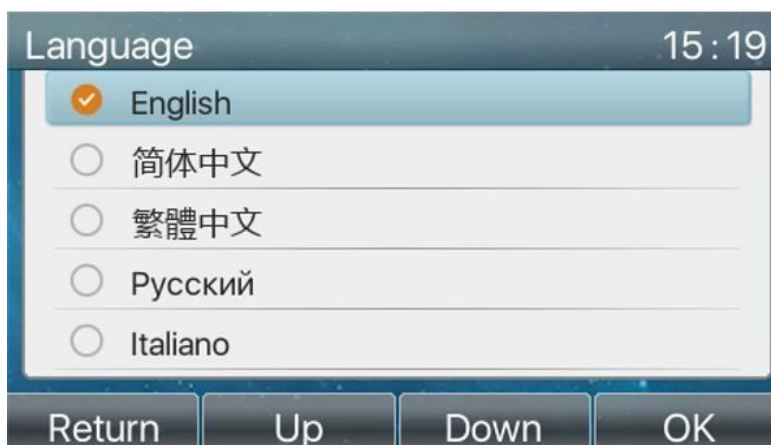 Language 15:19
English
简体中文
繁體中文
Русский
Italiano
Return Up Down OK